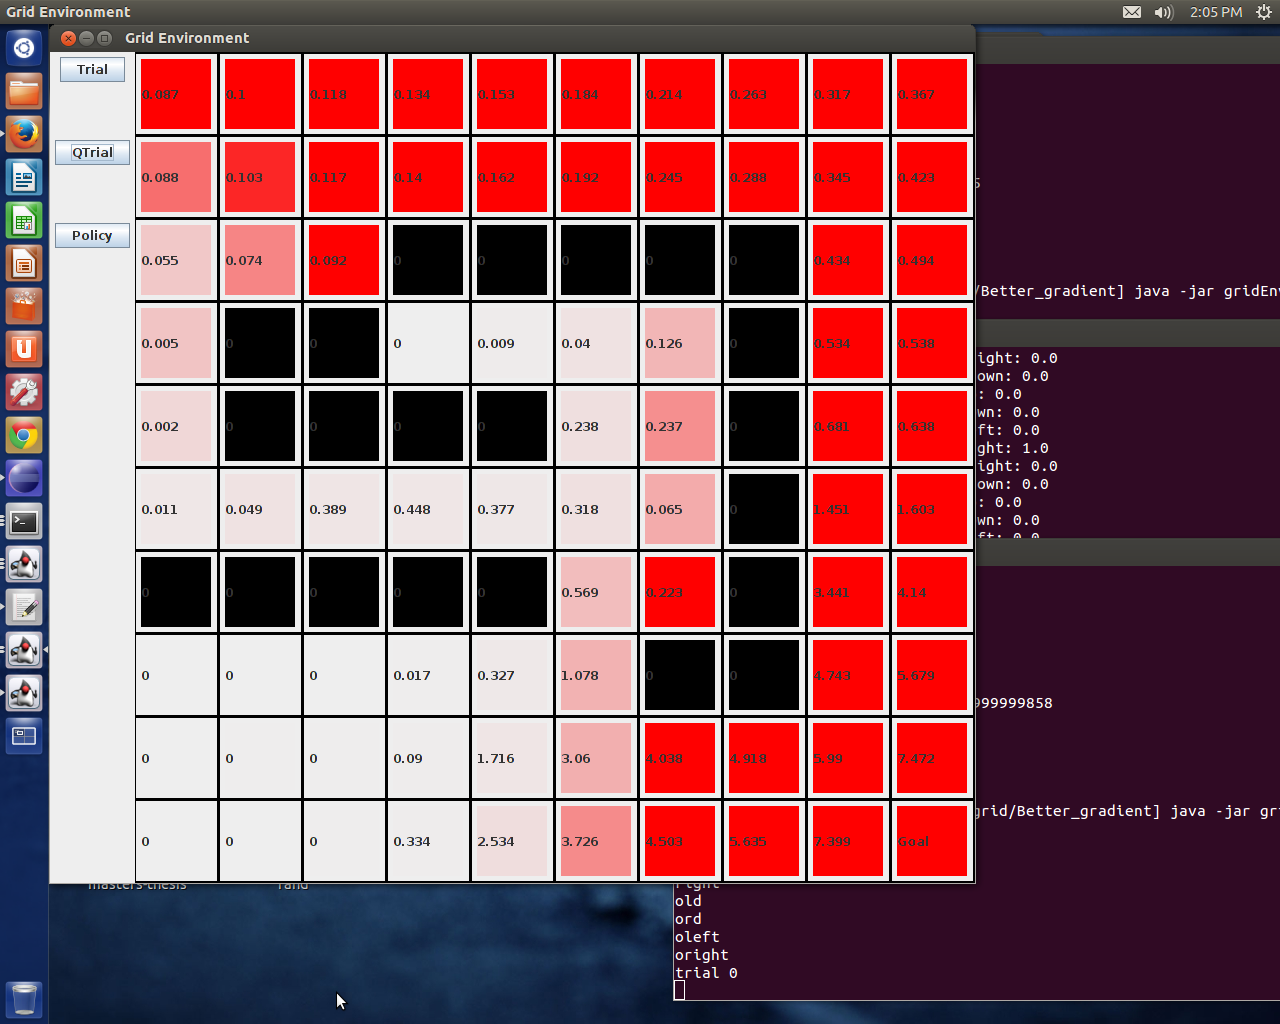 Grid Environment
2:05 PM
Grid Environment
Trial
0.087 0.1 0.118 0.134 0.153 0.184 0.214 0.263 0.317 0.367
QTrial
0.088 0.103 0.117 0.14 0.162 0.192 0.245 0.288 0.345 0.423
Policy
0.055 0.074 0.092 0 0 0 0 0 0.434 0.494
/Better_gradient] java -jar gridEn
0.005 0 0 0 0.009 0.04 0.126 0 0.534 0.538
ight: 0.0
own: 0.0
: 0.0
wn: 0.0
0.002 0 0 0 0 0.238 0.237 0 0.681 0.638
ft: 0.0
ght: 1.0
ight: 0.0
own: 0.0
: 0.0
0.011 0.049 0.389 0.448 0.377 0.318 0.065 0 1.451 1.603
wn: 0.0
ft: 0.0
0 0 0 0 0 0.569 0.223 0 3.441 4.14
0 0 0 0.017 0.327 1.078 0 0 4.743 5.679
999999858
0 0 0 0.09 1.716 3.06 4.038 4.918 5.99 7.472
grid/Better_gradient] java -jar gr
0 0 0 0.334 2.534 3.726 4.503 5.635 7.399 Goal
masters-thesis rand
right
old
ord
oleft
oright
trial 0